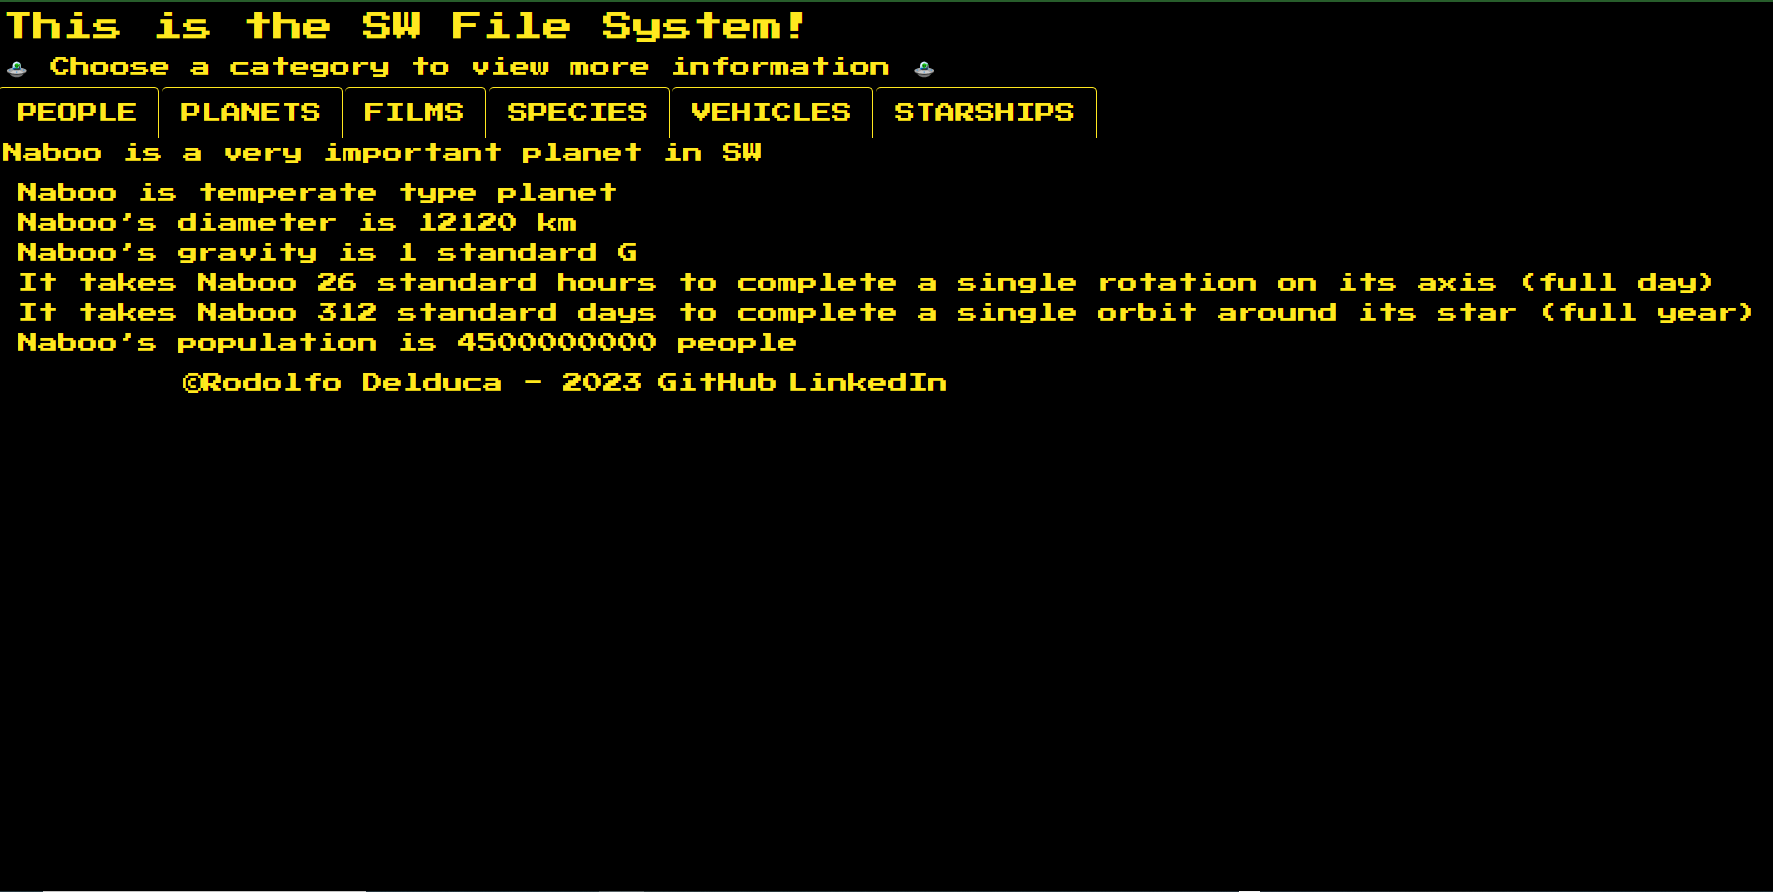 This is the SW File System!
🛸 Choose a category to view more information 🛸
PEOPLE PLANETS FILMS SPECIES VEHICLES STARSHIPS
Naboo is a very important planet in SW
Naboo is temperate type planet
Naboo's diameter is 12120 km
Naboo's gravity is 1 standard G
It takes Naboo 26 standard hours to complete a single rotation on its axis (full day)
It takes Naboo 312 standard days to complete a single orbit around its star (full year)
Naboo's population is 4500000000 people
©Rodolfo Delduca - 2023 GitHub LinkedIn